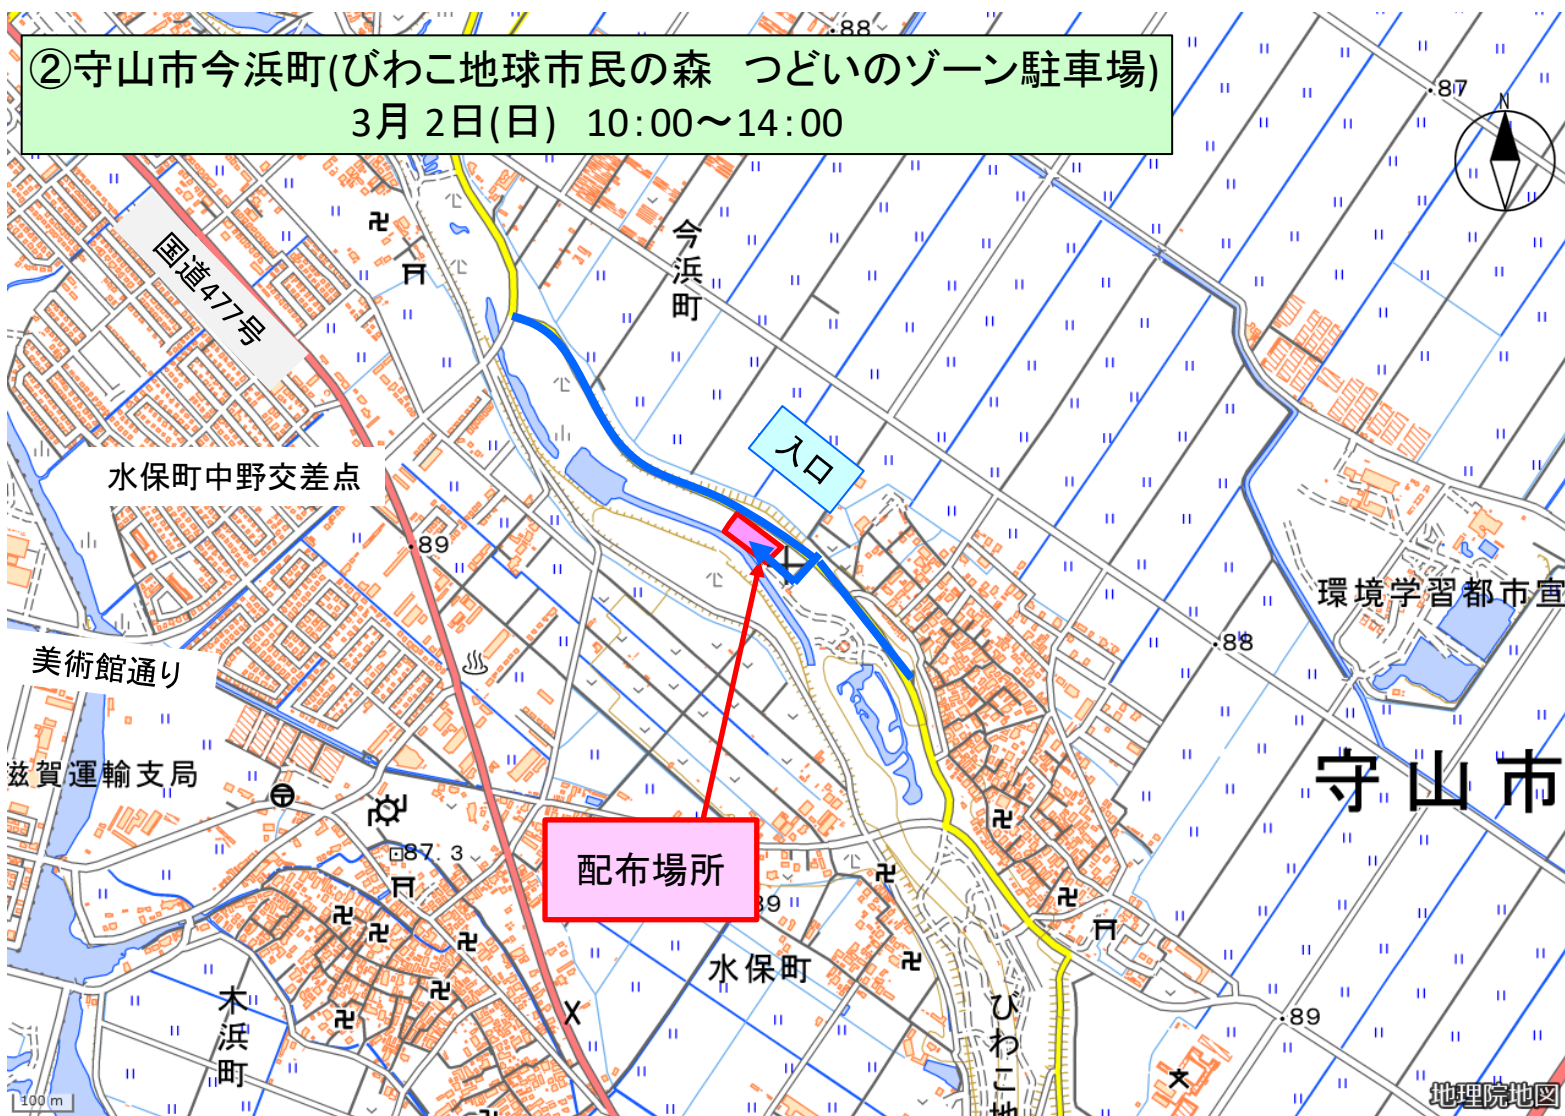 ②守山市今浜町(びわこ地球市民の森　つどいのゾーン駐車場)
3月 2日(日)　10:00～14:00
88
87
N
今浜町
国道477号
入口
水保町中野交差点
89
環境学習都市宣
88
美術館通り
守山市
滋賀運輸支局
87.3
配布場所
89
水保町
木浜町
びわこ地
89
100 m
地理院地図